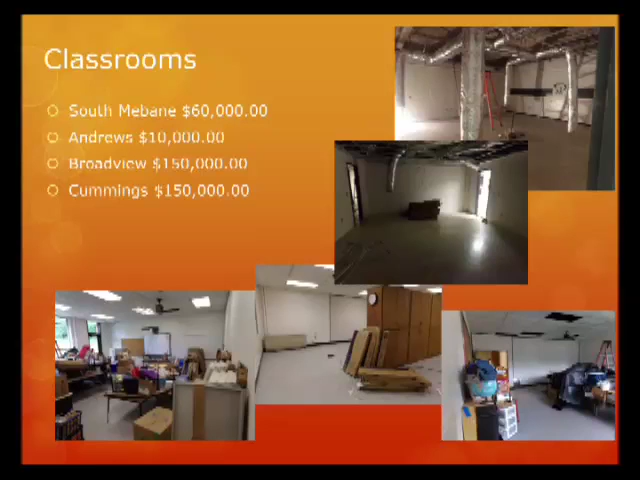 Classrooms
South Mebane $60,000.00
Andrews $10,000.00
Broadview $150,000.00
Cummings $150,000.00